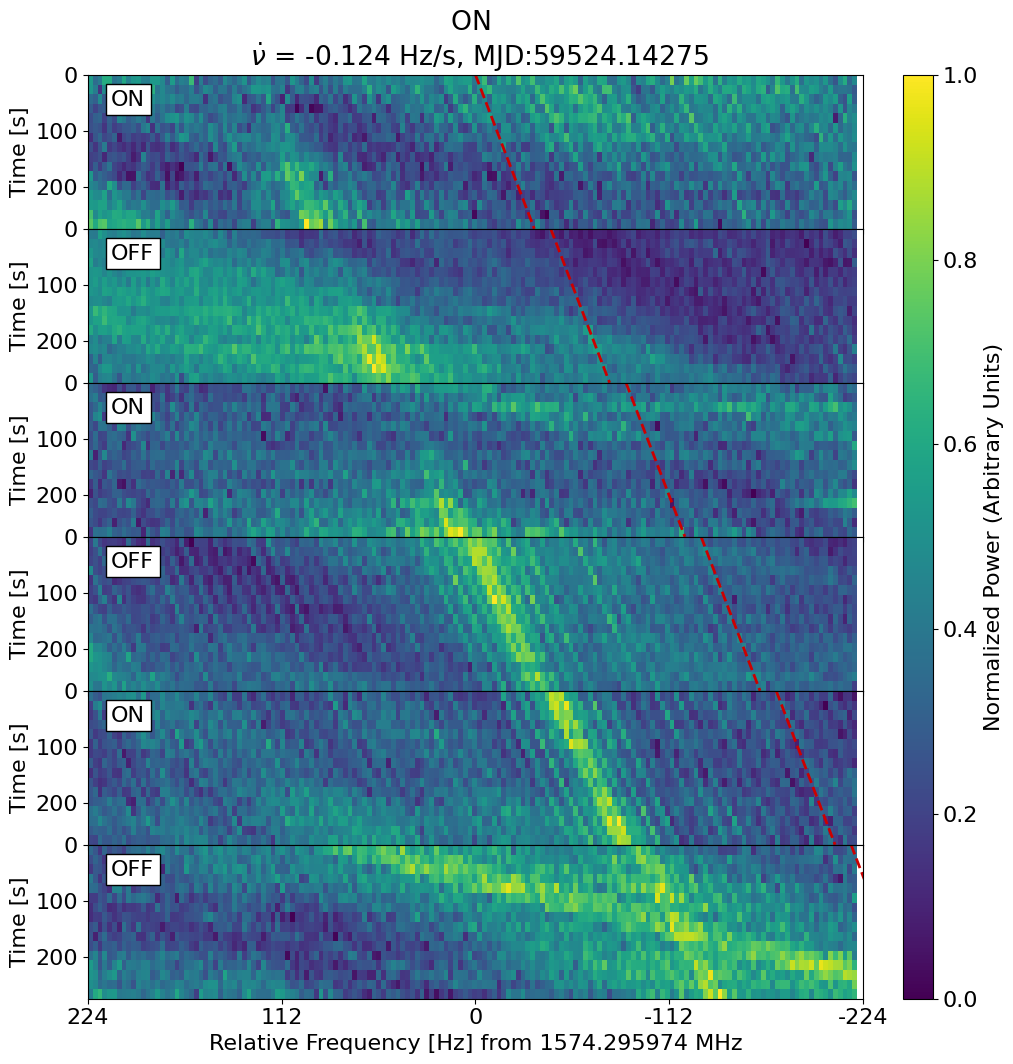 ON
ν̇ = -0.124 Hz/s, MJD:59524.14275
0
ON
100
Time [s]
200
0
OFF
100
Time [s]
200
0
ON
100
Time [s]
200
0
OFF
100
Time [s]
200
0
ON
100
Time [s]
200
0
OFF
100
Time [s]
200
224 112 0 -112 -224
Relative Frequency [Hz] from 1574.295974 MHz
1.0
0.8
0.6
0.4
0.2
0.0
Normalized Power (Arbitrary Units)